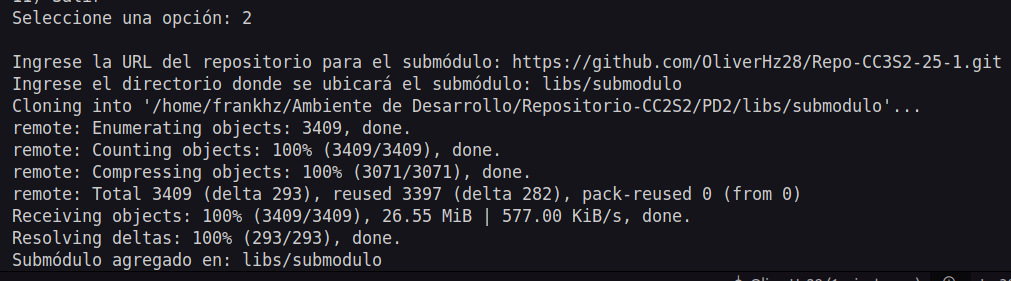 Seleccione una opción: 2
Ingrese la URL del repositorio para el submódulo: https://github.com/OliverHz28/Repo-CC3S2-25-1.git
Ingrese el directorio donde se ubicará el submódulo: libs/submodulo
Cloning into '/home/frankhz/Ambiente de Desarrollo/Repositorio-CC2S2/PD2/libs/submodulo'...
remote: Enumerating objects: 3409, done.
remote: Counting objects: 100% (3409/3409), done.
remote: Compressing objects: 100% (3071/3071), done.
remote: Total 3409 (delta 293), reused 3397 (delta 282), pack-reused 0 (from 0)
Receiving objects: 100% (3409/3409), 26.55 MiB | 577.00 KiB/s, done.
Resolving deltas: 100% (293/293), done.
Submódulo agregado en: libs/submodulo